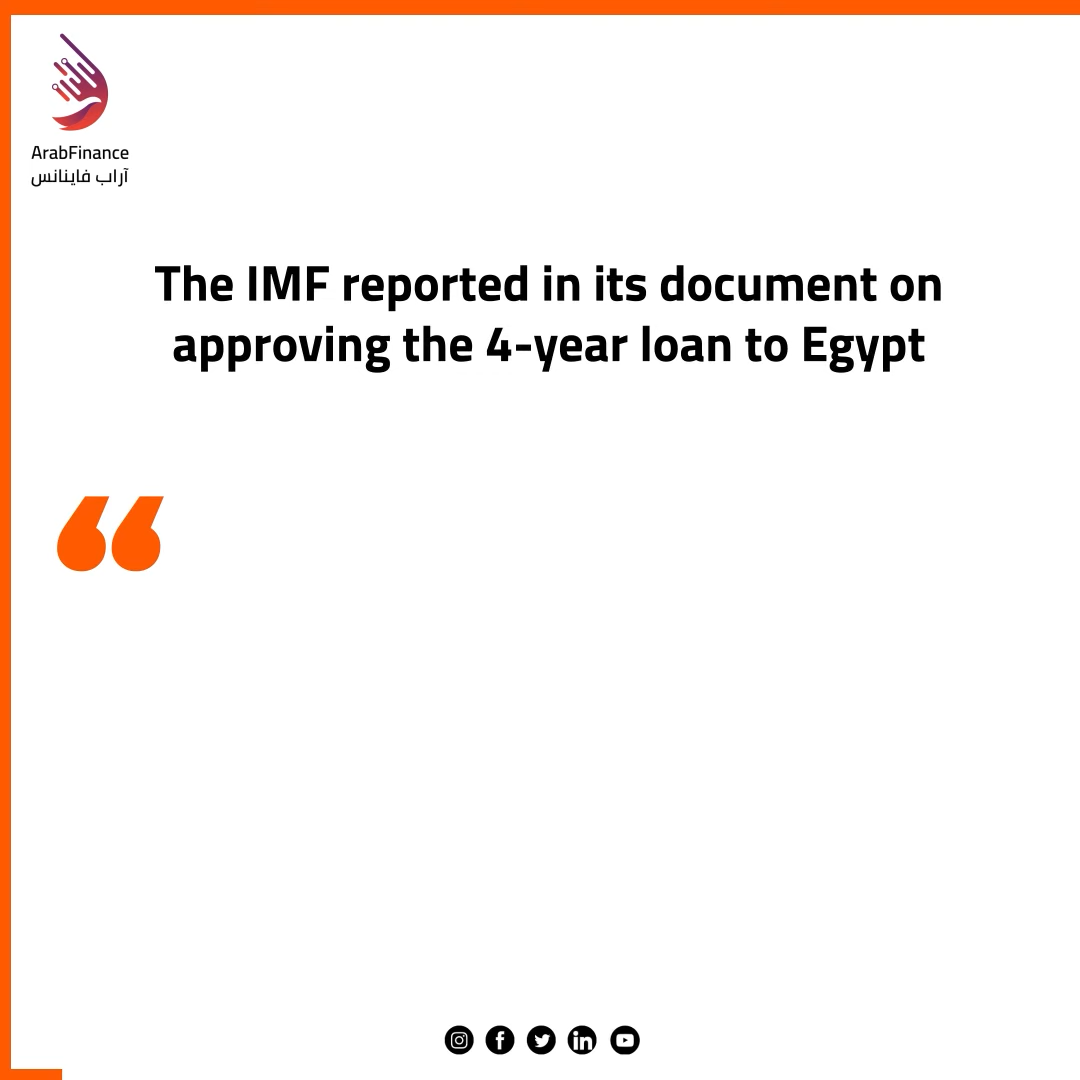 ArabFinance
آراب فاينانس
The IMF reported in its document on
approving the 4-year loan to Egypt
“